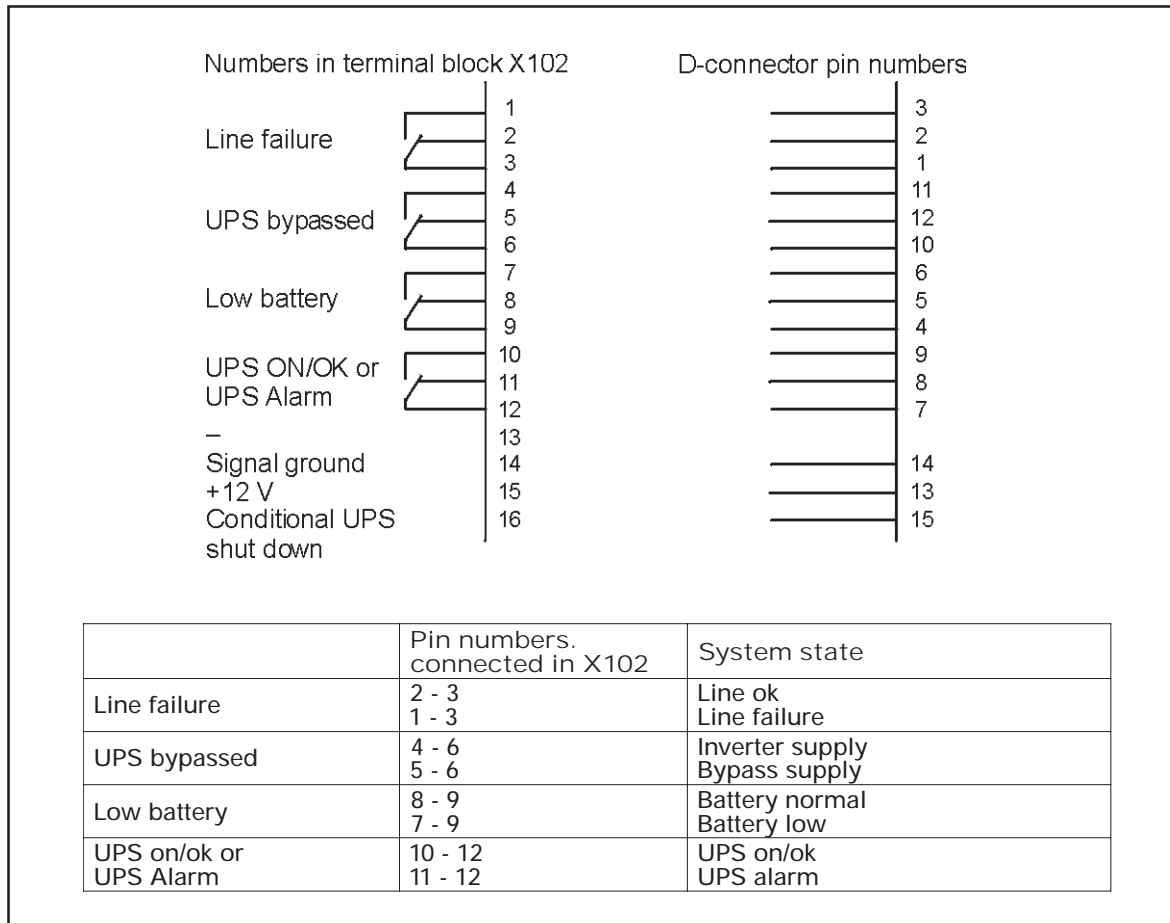 Numbers in terminal block X102 D-connector pin numbers
1 3
Line failure 2 2
3 1
4 11
UPS bypassed 5 12
6 10
7 6
Low battery 8 5
9 4
10 9
UPS ON/OK or 11 8
UPS Alarm 12 7
– 13
Signal ground 14 14
+12 V 15 13
Conditional UPS 16 15
shut down
Pin numbers. System state
connected in X102
Line failure 2 - 3 Line ok
1 - 3 Line failure
UPS bypassed 4 - 6 Inverter supply
5 - 6 Bypass supply
Low battery 8 - 9 Battery normal
7 - 9 Battery low
UPS on/ok or 10 - 12 UPS on/ok
UPS Alarm 11 - 12 UPS alarm